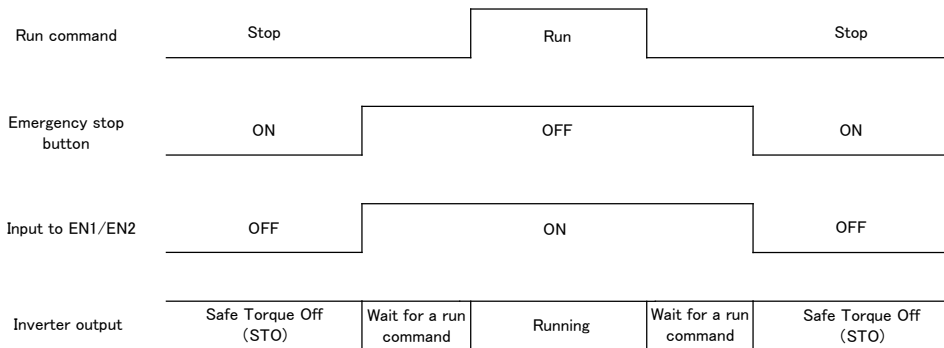 Run command
Stop
Run
Stop
Emergency stop
button
ON
OFF
ON
Input to EN1/EN2
OFF
ON
OFF
Inverter output
Safe Torque Off
(STO)
Wait for a run
command
Running
Wait for a run
command
Safe Torque Off
(STO)